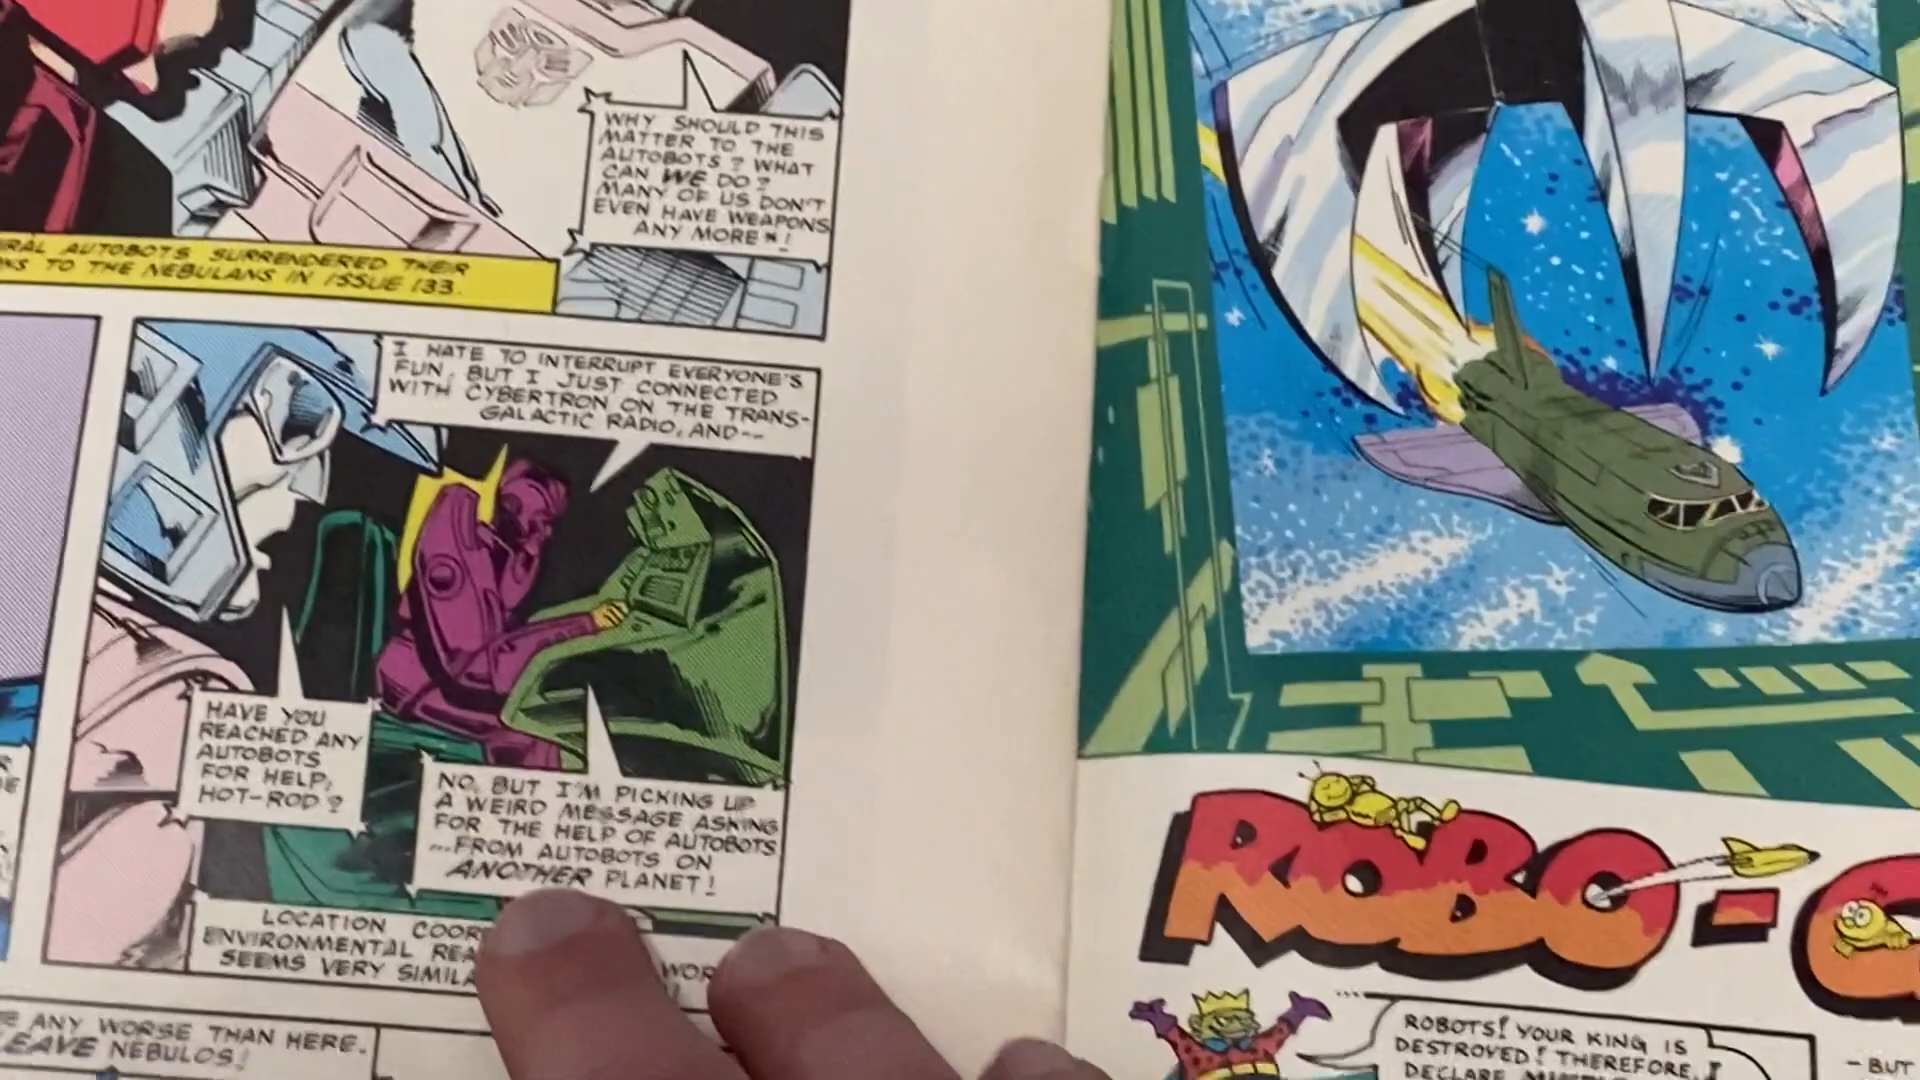 WHY SHOULD THIS
MATTER TO THE
AUTOBOTS? WHAT
CAN WE DO?
MANY OF US DON'T
EVEN HAVE WEAPONS
ANY MORE*!
AUTOBOTS SURRENDERED THEIR
TO THE NEBULANS IN ISSUE 133.
I HATE TO INTERRUPT EVERYONE'S
FUN, BUT I JUST CONNECTED
WITH CYBERTRON ON THE TRANS-
GALACTIC RADIO, AND--
HAVE YOU
REACHED ANY
AUTOBOTS
FOR HELP,
HOT-ROD?
NO, BUT I'M PICKING UP
A WEIRD MESSAGE ASKING
FOR THE HELP OF AUTOBOTS
...FROM AUTOBOTS ON
ANOTHER PLANET!
LOCATION COOR
ENVIRONMENTAL REA
SEEMS VERY SIMILA
ANY WORSE THAN HERE.
LEAVE NEBULOS!
ROBO-
ROBOTS! YOUR KING IS
DESTROYED! THEREFORE, I
DECLARE
- BUT